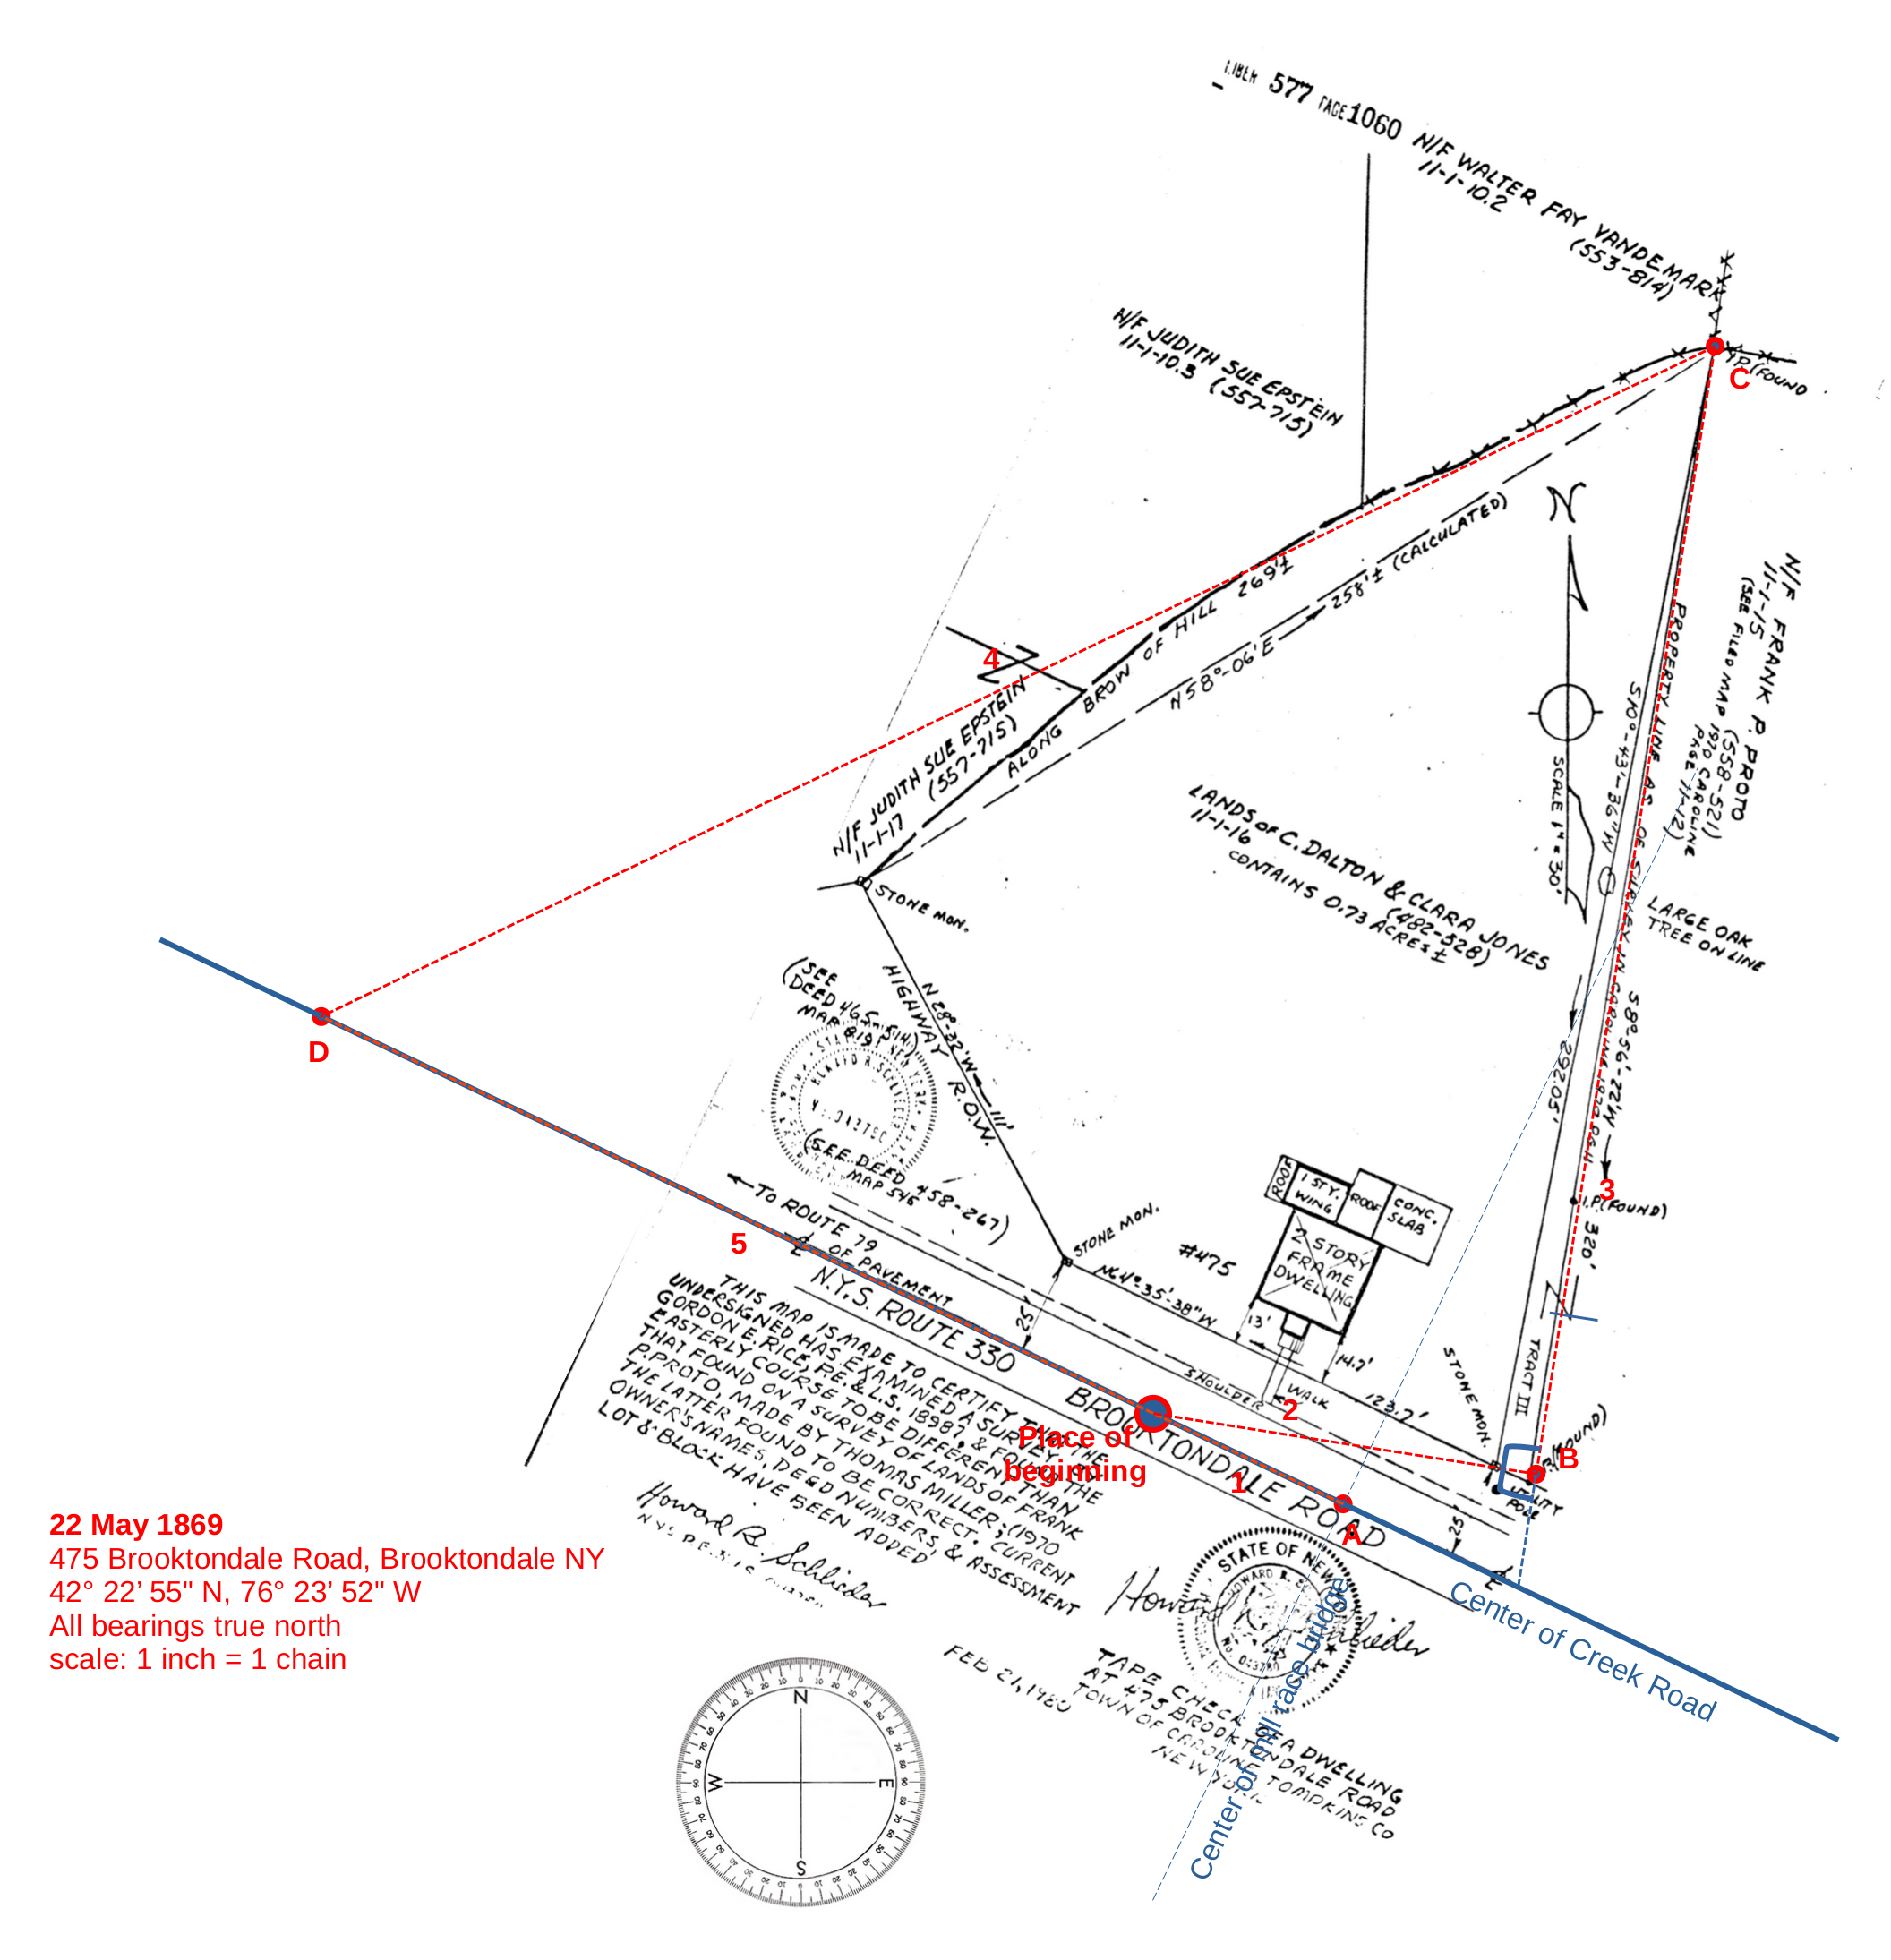 LIBER 577 PAGE 1060
N/F WALTER FAY VANDEMARK
11-1-10.2
(553-814)
N/F JUDITH SUE EPSTEIN
11-1-10.3 (557-715)
I.P. (FOUND
C
N
4
ALONG BROW OF HILL 269'±
N58°-06'E 258'± (CALCULATED)
N/F FRANK P. PROTO
11-1-15 (558-521)
(SEE FILED MAP 1970 CAROLINE
PAGE 11-12)
PROPERTY LINE AS OF SURVEY IN CAROLINE 1970
S10°-43'-36"W
292.05'
SCALE 1"=30'
N/F JUDITH SUE EPSTEIN
11-1-17 (557-715)
STONE MON.
LANDS OF C. DALTON & CLARA JONES
11-1-16 (482-528)
CONTAINS 0.73 ACRES ±
LARGE OAK
TREE ON LINE
S8°-56'-22"W
320'
3
I.P. (FOUND)
D
(SEE
DEED 465-514)
MAP 819
N28°-32'W 111'
HIGHWAY R.O.W.
(SEE DEED 458-267)
MAP 546
TO ROUTE 79
5
℄ OF PAVEMENT
N.Y.S. ROUTE 330 BROOKTONDALE ROAD
STONE MON.
#475
ROOF
1 STY.
WING
ROOF
CONC.
SLAB
2 STORY
FRAME
DWELLING
N64°-35'-38"W 123.7'
13'
14.7'
25'
SHOULDER
WALK
STONE MON.
TRACT III
2
B
UTILITY
POLE
25'
℄
Place of
beginning
1
A
THIS MAP IS MADE TO CERTIFY THAT THE
UNDERSIGNED HAS EXAMINED A SURVEY BY
GORDON E. RICE, P.E. & L.S. 18987, & FOUND THE
EASTERLY COURSE TO BE DIFFERENT THAN
THAT FOUND ON A SURVEY OF LANDS OF FRANK
P. PROTO, MADE BY THOMAS MILLER; (1970
THE LATTER FOUND TO BE CORRECT. CURRENT
OWNER'S NAMES, DEED NUMBERS, & ASSESSMENT
LOT & BLOCK HAVE BEEN ADDED
Howard R. Schlieder
STATE OF NEW
HOWARD R.
Howard R. Schlieder
FEB 21, 1980
TAPE CHECK OF A DWELLING
AT 475 BROOKTONDALE ROAD
TOWN OF CAROLINE, TOMPKINS CO
NEW YORK
Center of mill race bridge
Center of Creek Road
22 May 1869
475 Brooktondale Road, Brooktondale NY
42° 22’ 55" N, 76° 23’ 52" W
All bearings true north
scale: 1 inch = 1 chain
N
W
E
S